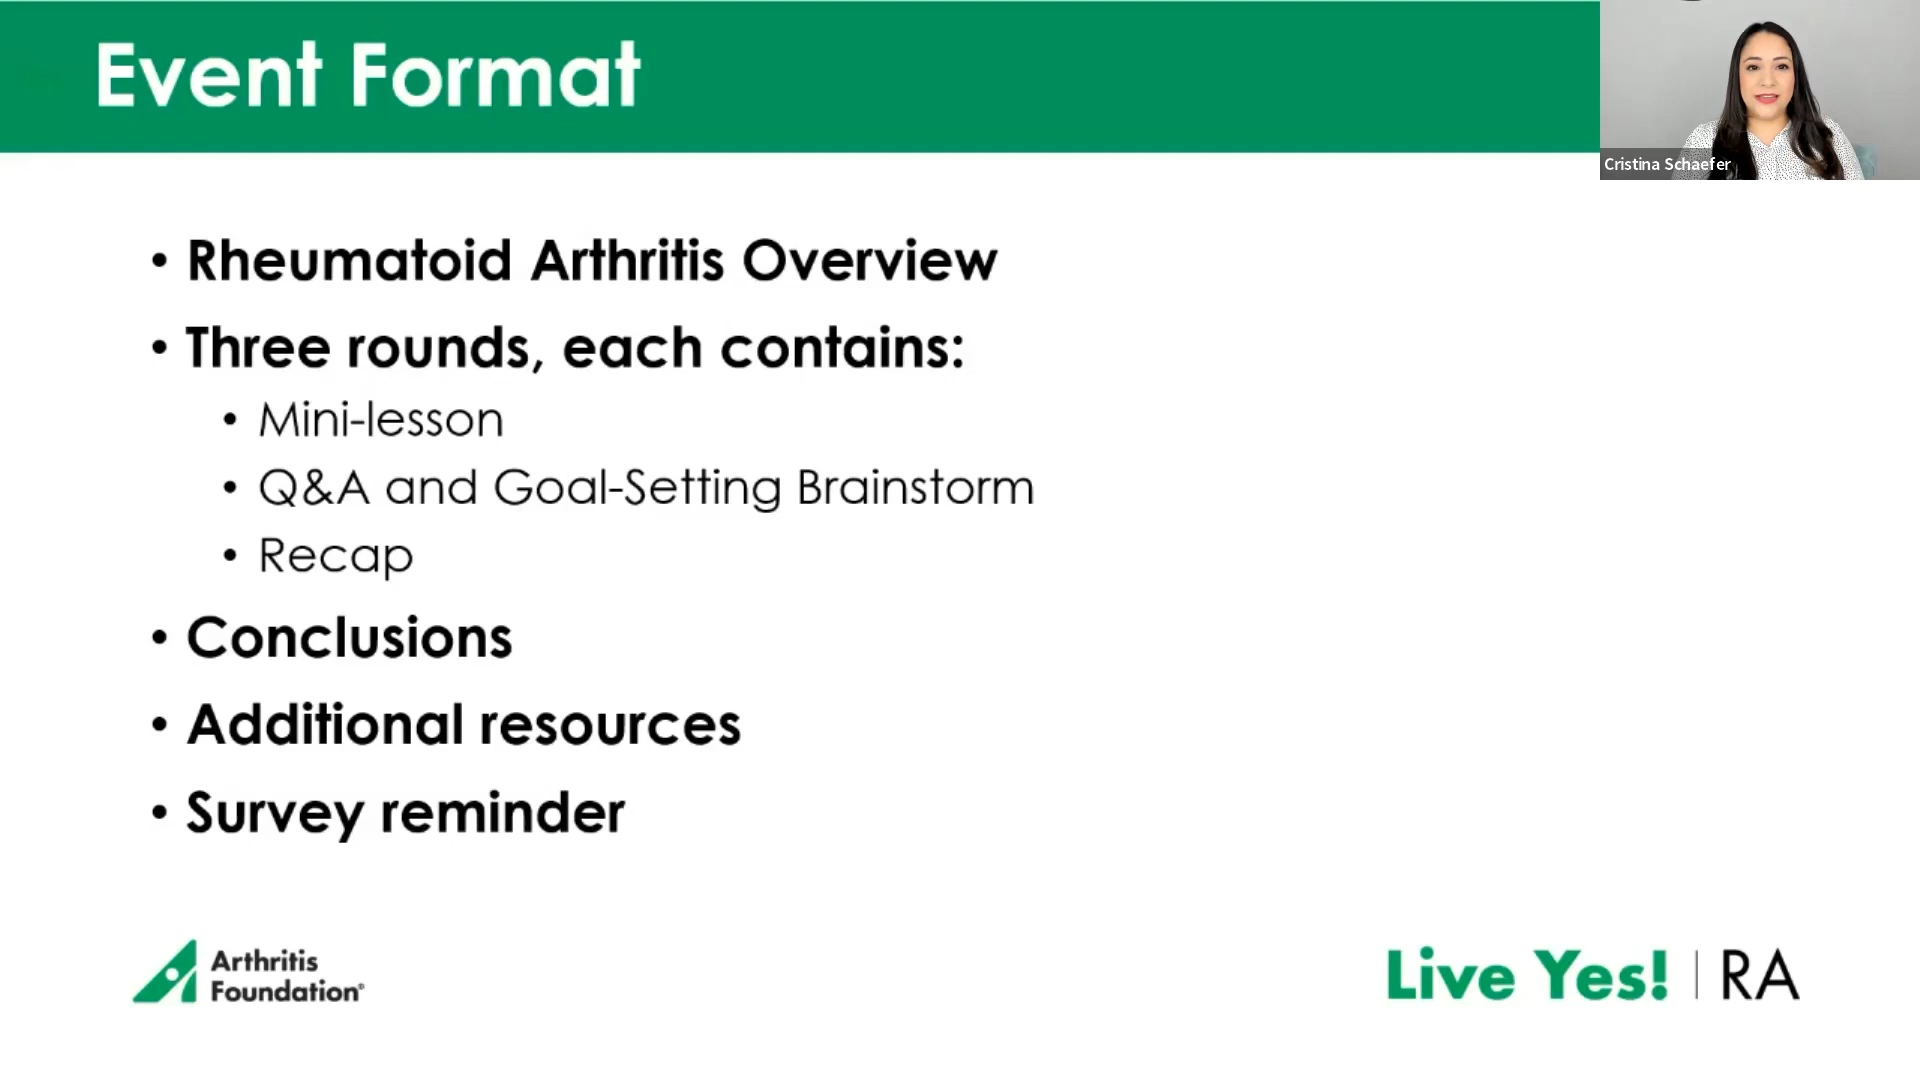 Event Format
Cristina Schaefer
• Rheumatoid Arthritis Overview
• Three rounds, each contains:
• Mini-lesson
• Q&A and Goal-Setting Brainstorm
• Recap
• Conclusions
• Additional resources
• Survey reminder
Arthritis
Foundation®
Live Yes! | RA